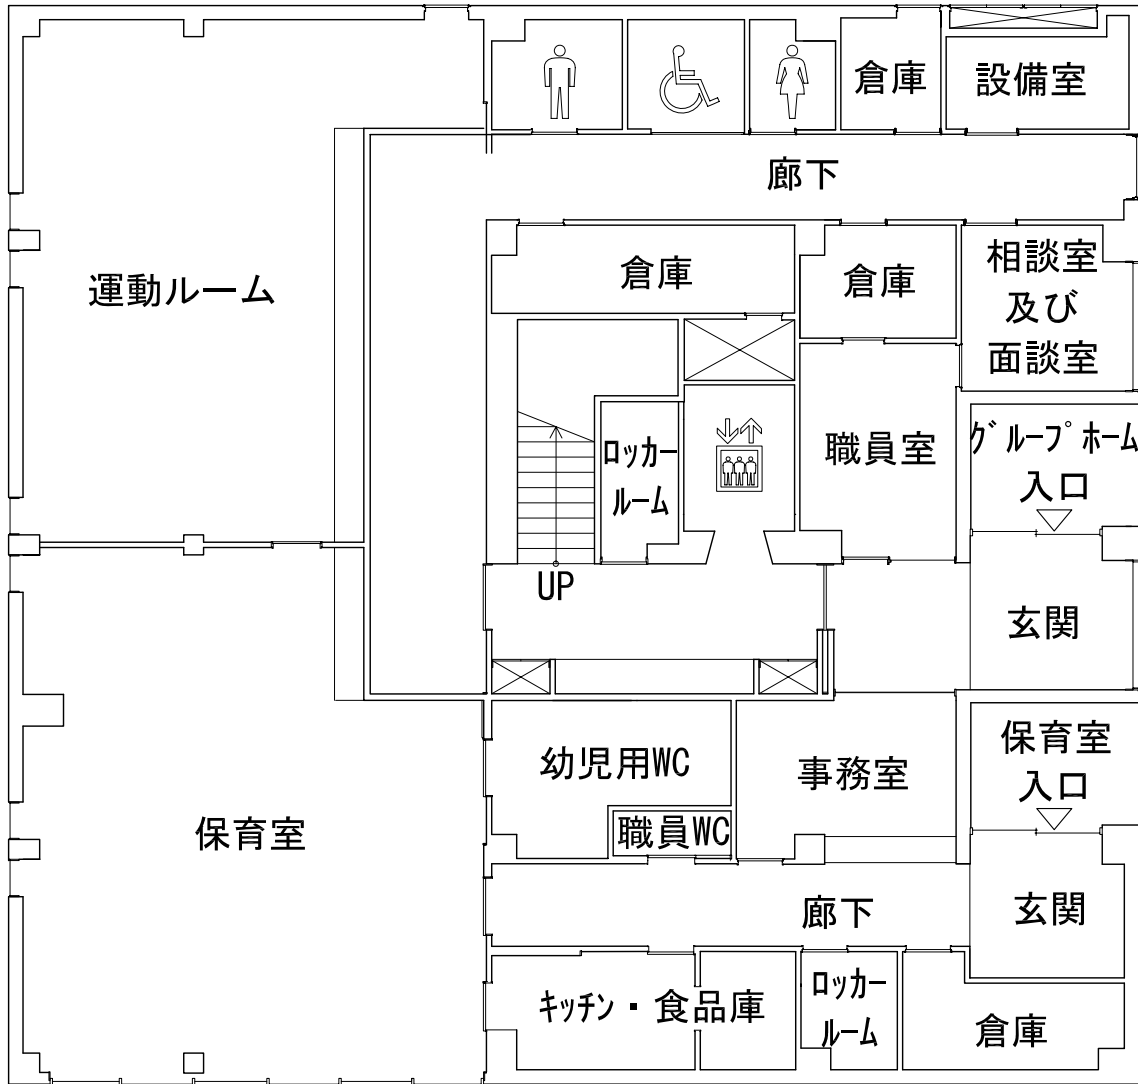 倉庫
設備室
廊下
運動ルーム
倉庫
倉庫
相談室
及び
面談室
ロッカー
ルーム
職員室
グループホーム
入口
UP
玄関
幼児用WC
事務室
保育室
入口
保育室
職員WC
廊下
玄関
キッチン・食品庫
ロッカー
ルーム
倉庫